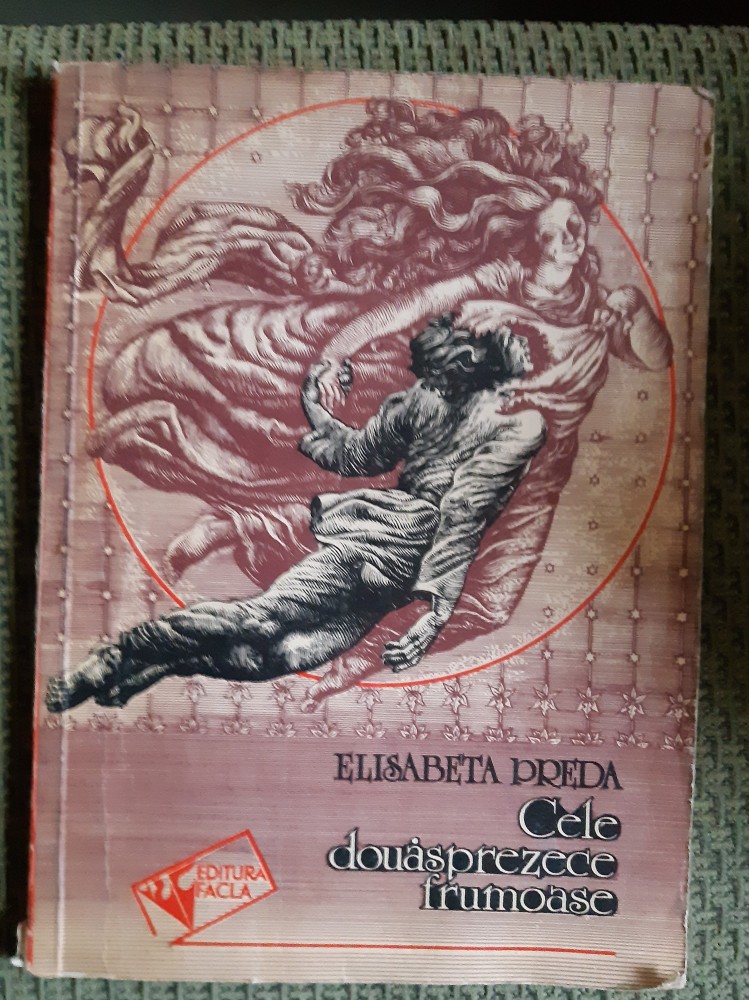 ELISABETA PREDA
Cele
douăsprezece
frumoase
EDITURA
FACLA